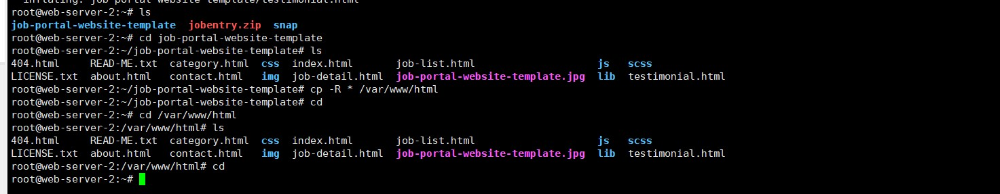 inflating: job-portal-website-template/testimonial.html
root@web-server-2:~# ls
job-portal-website-template  jobentry.zip  snap
root@web-server-2:~# cd job-portal-website-template
root@web-server-2:~/job-portal-website-template# ls
404.html     READ-ME.txt  category.html  css  index.html       job-list.html                    js   scss
LICENSE.txt  about.html   contact.html   img  job-detail.html  job-portal-website-template.jpg  lib  testimonial.html
root@web-server-2:~/job-portal-website-template# cp -R * /var/www/html
root@web-server-2:~/job-portal-website-template# cd
root@web-server-2:~# cd /var/www/html
root@web-server-2:/var/www/html# ls
404.html     READ-ME.txt  category.html  css  index.html       job-list.html                    js   scss
LICENSE.txt  about.html   contact.html   img  job-detail.html  job-portal-website-template.jpg  lib  testimonial.html
root@web-server-2:/var/www/html# cd
root@web-server-2:~#